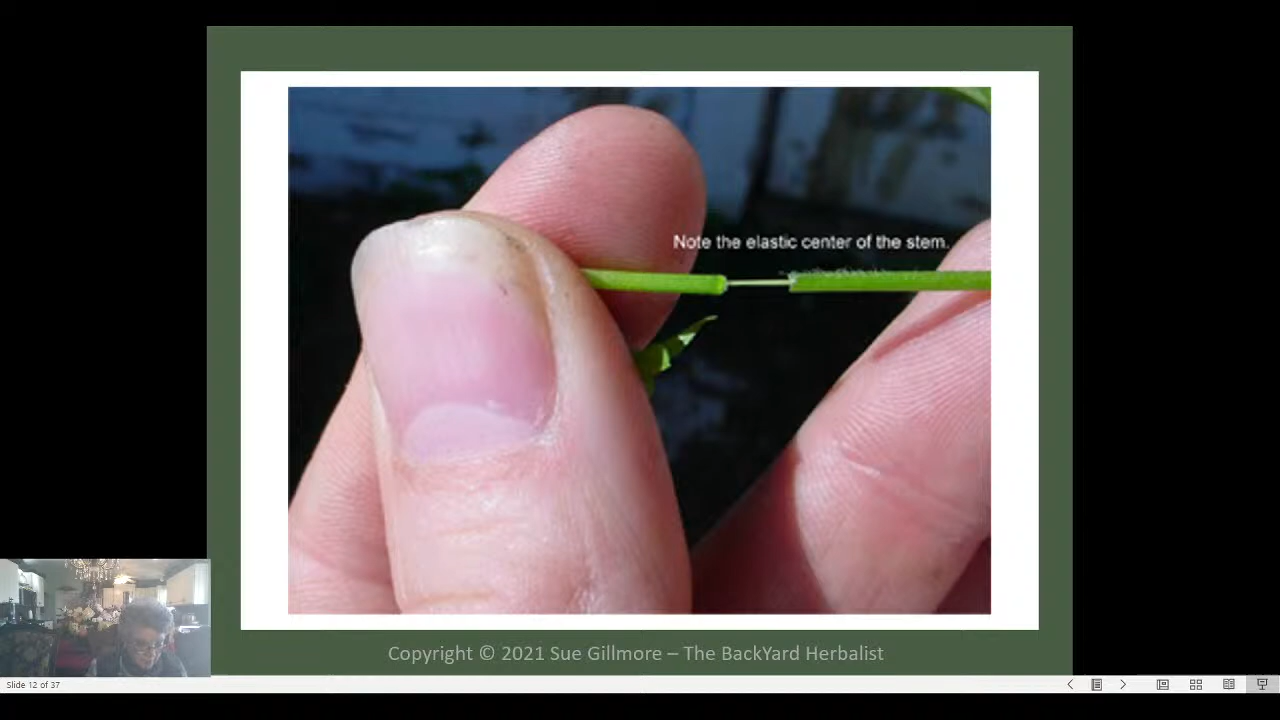 Note the elastic center of the stem.
Copyright © 2021 Sue Gillmore – The BackYard Herbalist
Slide 12 of 37